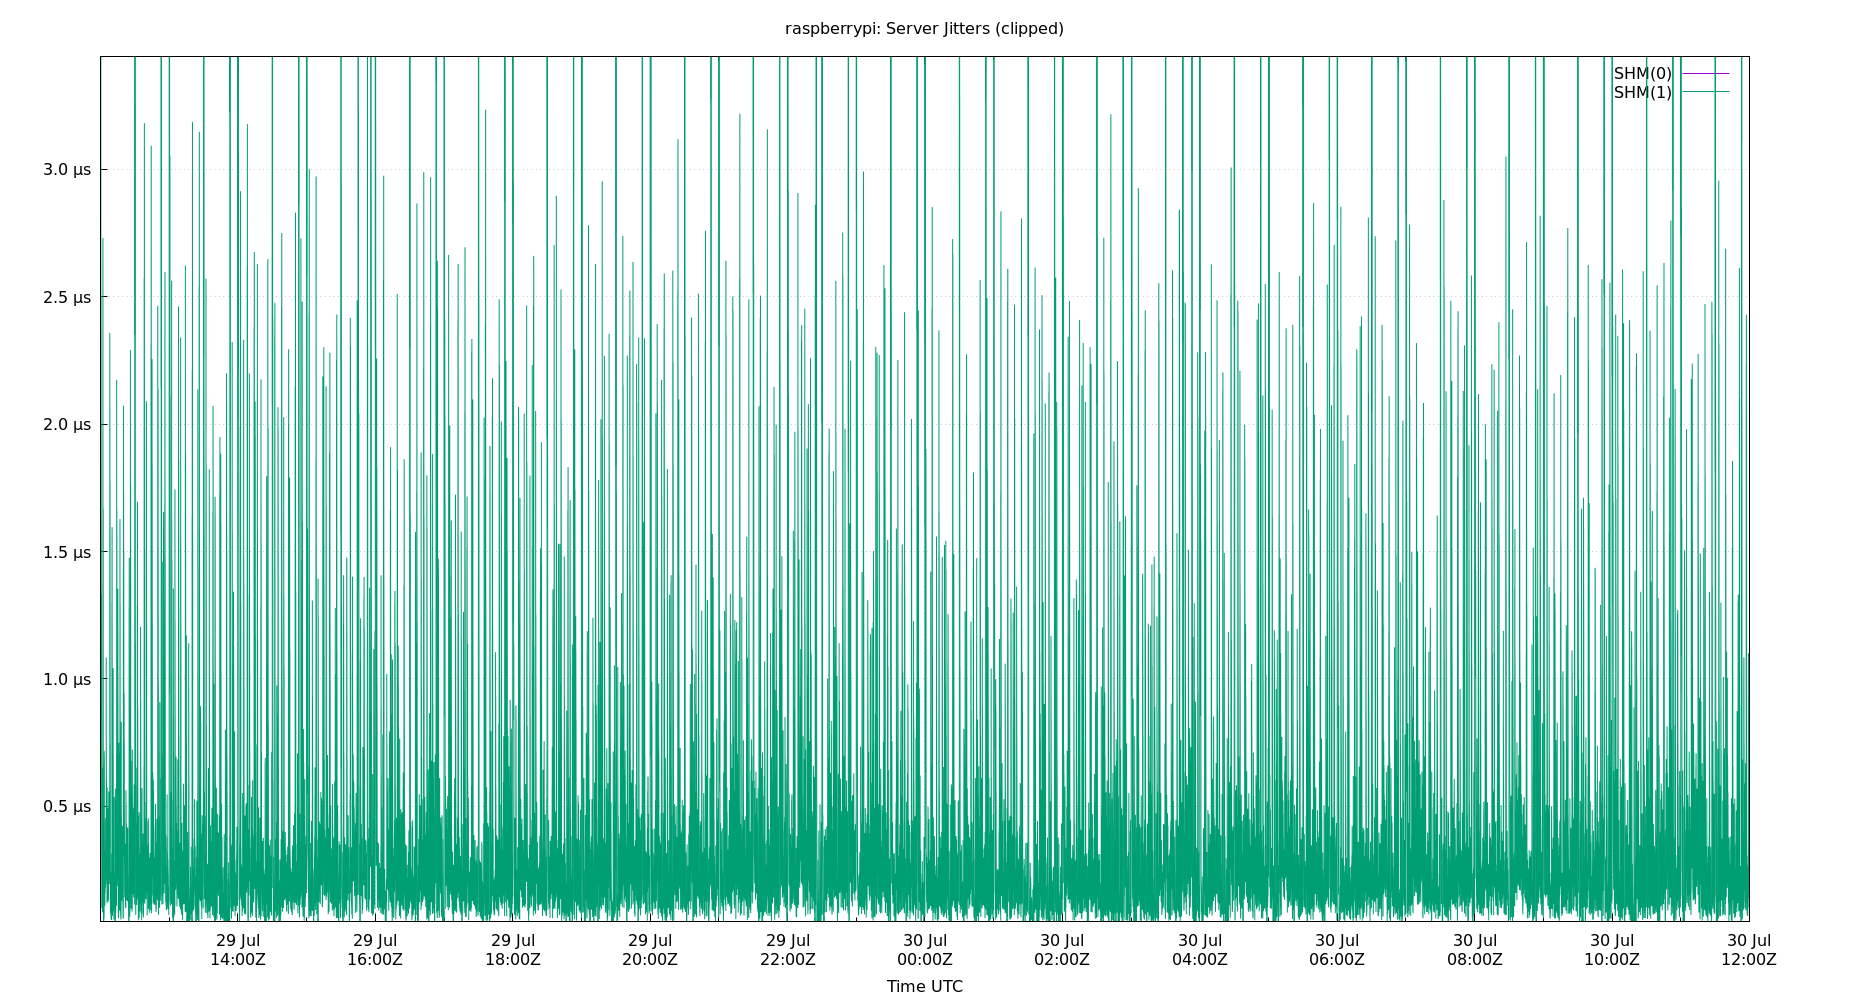 raspberrypi: Server Jitters (clipped)
SHM(0)
SHM(1)
3.0 µs
2.5 µs
2.0 µs
1.5 µs
1.0 µs
0.5 µs
29 Jul 29 Jul 29 Jul 29 Jul 29 Jul 30 Jul 30 Jul 30 Jul 30 Jul 30 Jul 30 Jul 30 Jul
14:00Z 16:00Z 18:00Z 20:00Z 22:00Z 00:00Z 02:00Z 04:00Z 06:00Z 08:00Z 10:00Z 12:00Z
Time UTC